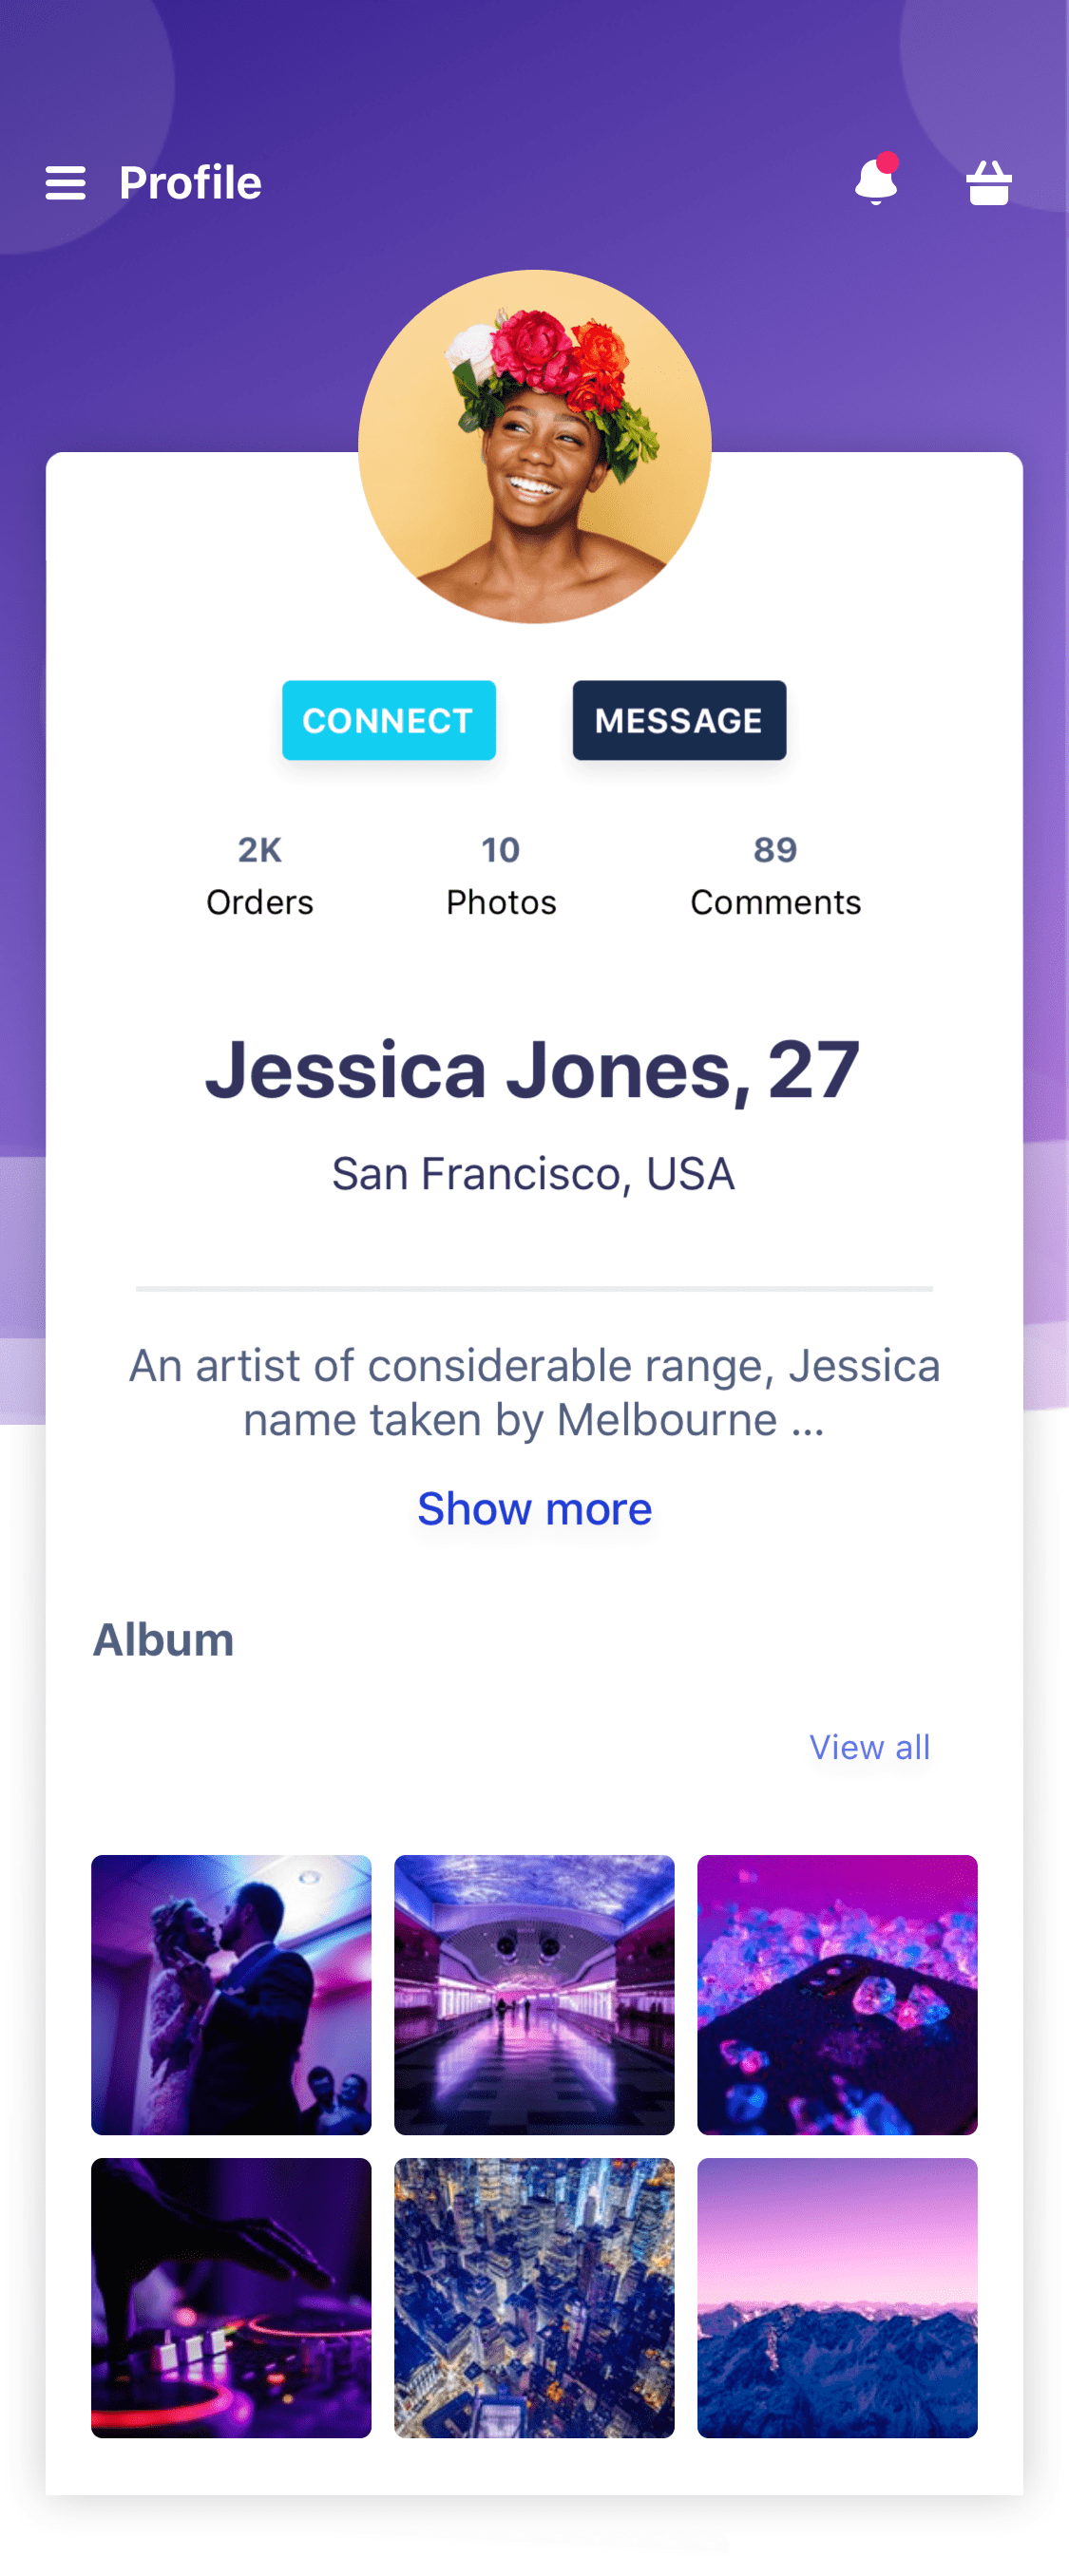 Profile
CONNECT MESSAGE
2K 10 89
Orders Photos Comments
Jessica Jones, 27
San Francisco, USA
An artist of considerable range, Jessica
name taken by Melbourne ...
Show more
Album
View all